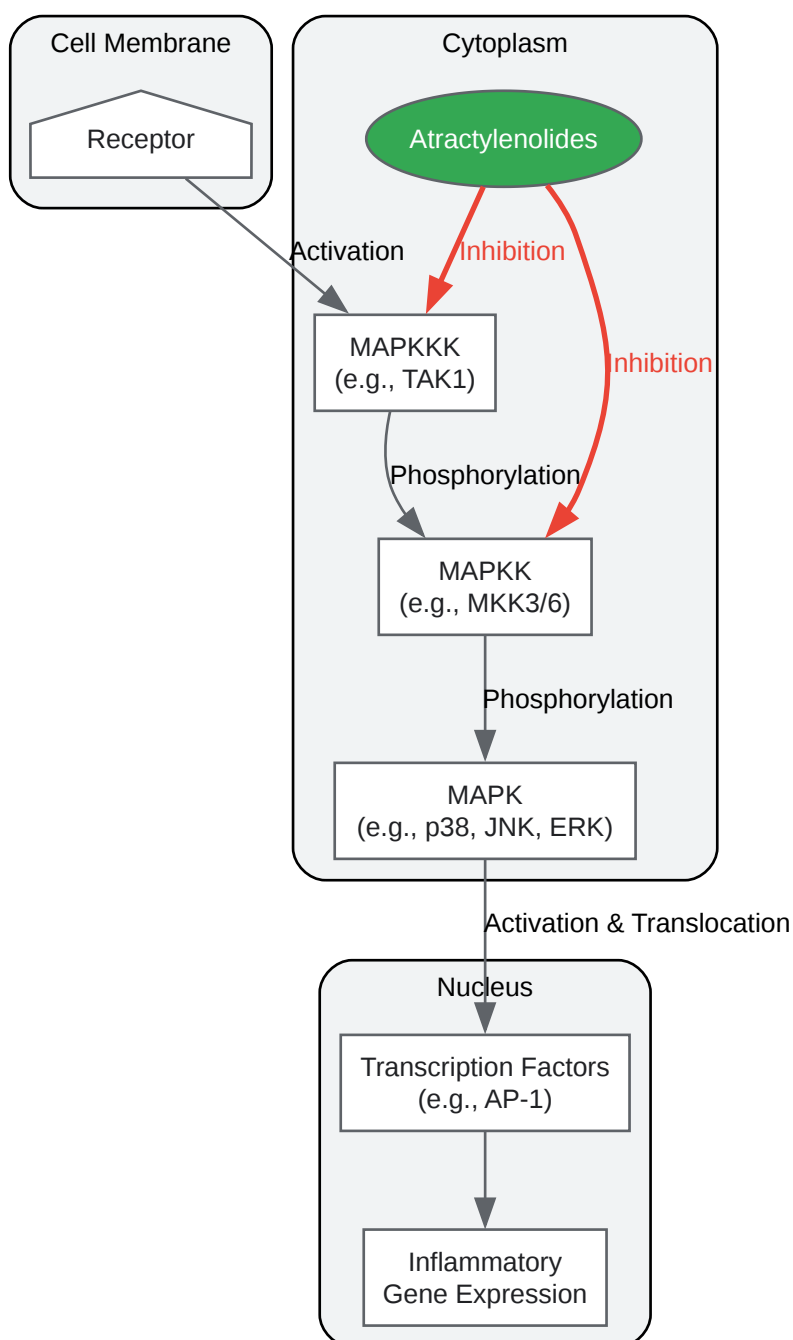 Cell Membrane
Cytoplasm
Receptor
Atractylenolides
Activation
Inhibition
MAPKKK
(e.g., TAK1)
Inhibition
Phosphorylation
MAPKK
(e.g., MKK3/6)
Phosphorylation
MAPK
(e.g., p38, JNK, ERK)
Activation & Translocation
Nucleus
Transcription Factors
(e.g., AP-1)
Inflammatory
Gene Expression